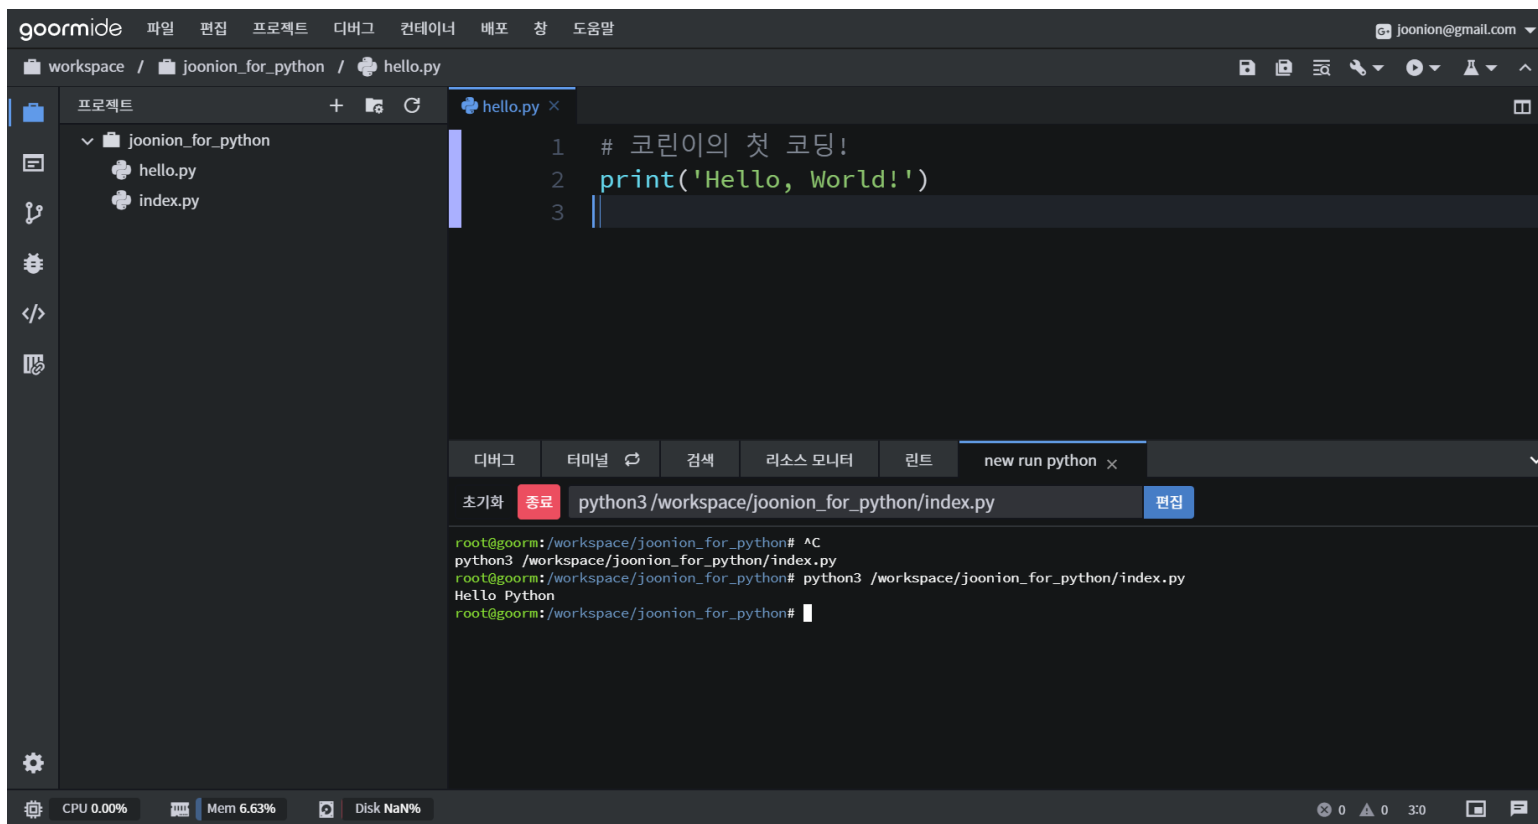 goormide 파일 편집 프로젝트 디버그 컨테이너 배포 창 도움말 G+ joonion@gmail.com
workspace / joonion_for_python / hello.py
프로젝트
hello.py ×
joonion_for_python
hello.py
index.py
1 # 코린이의 첫 코딩!
2 print('Hello, World!')
3
디버그 터미널 검색 리소스 모니터 린트 new run python ×
초기화 종료 python3 /workspace/joonion_for_python/index.py 편집
root@goorm:/workspace/joonion_for_python# ^C
python3 /workspace/joonion_for_python/index.py
root@goorm:/workspace/joonion_for_python# python3 /workspace/joonion_for_python/index.py
Hello Python
root@goorm:/workspace/joonion_for_python#
CPU 0.00% Mem 6.63% Disk NaN% 0 0 3:0